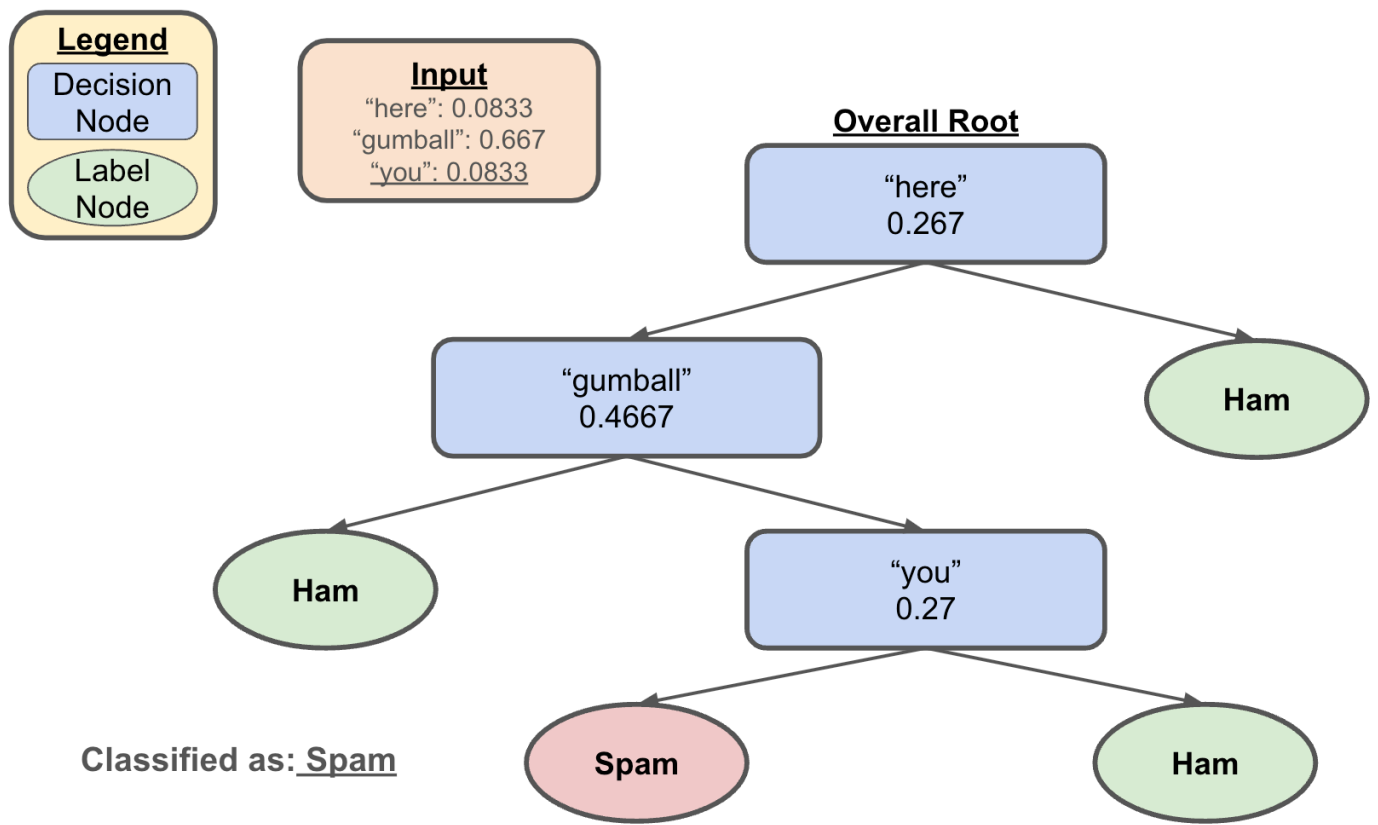 Legend
Decision
Node
Label
Node
Input
“here”: 0.0833
“gumball”: 0.667
“you”: 0.0833
Overall Root
“here”
0.267
“gumball”
0.4667
Ham
Ham
“you”
0.27
Spam
Ham
Classified as: Spam